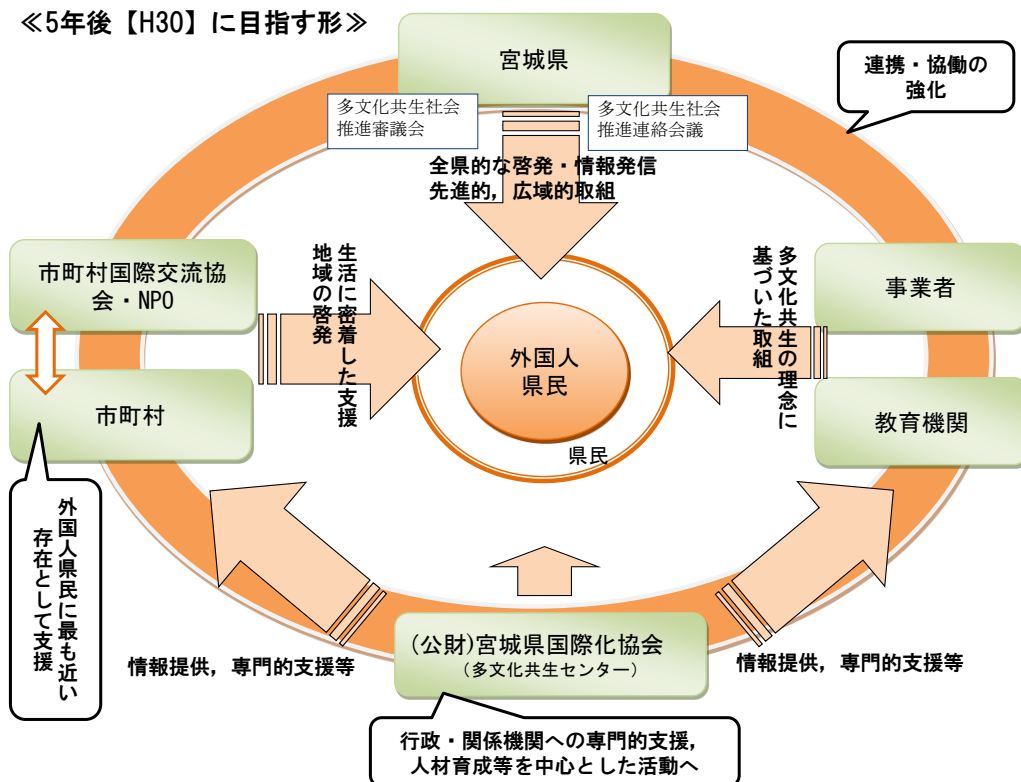 ≪5年後【H30】に目指す形≫
宮城県
連携・協働の
強化
多文化共生社会
推進審議会
多文化共生社会
推進連絡会議
全県的な啓発・情報発信
先進的，広域的取組
市町村国際交流協
会・NPO
生活に密着した支援
地域の啓発
多文化共生の理念に
基づいた取組
事業者
外国人
県民
県民
市町村
教育機関
外国人県民に最も近い
存在として支援
(公財)宮城県国際化協会
（多文化共生センター）
情報提供，専門的支援等
情報提供，専門的支援等
行政・関係機関への専門的支援，
人材育成等を中心とした活動へ